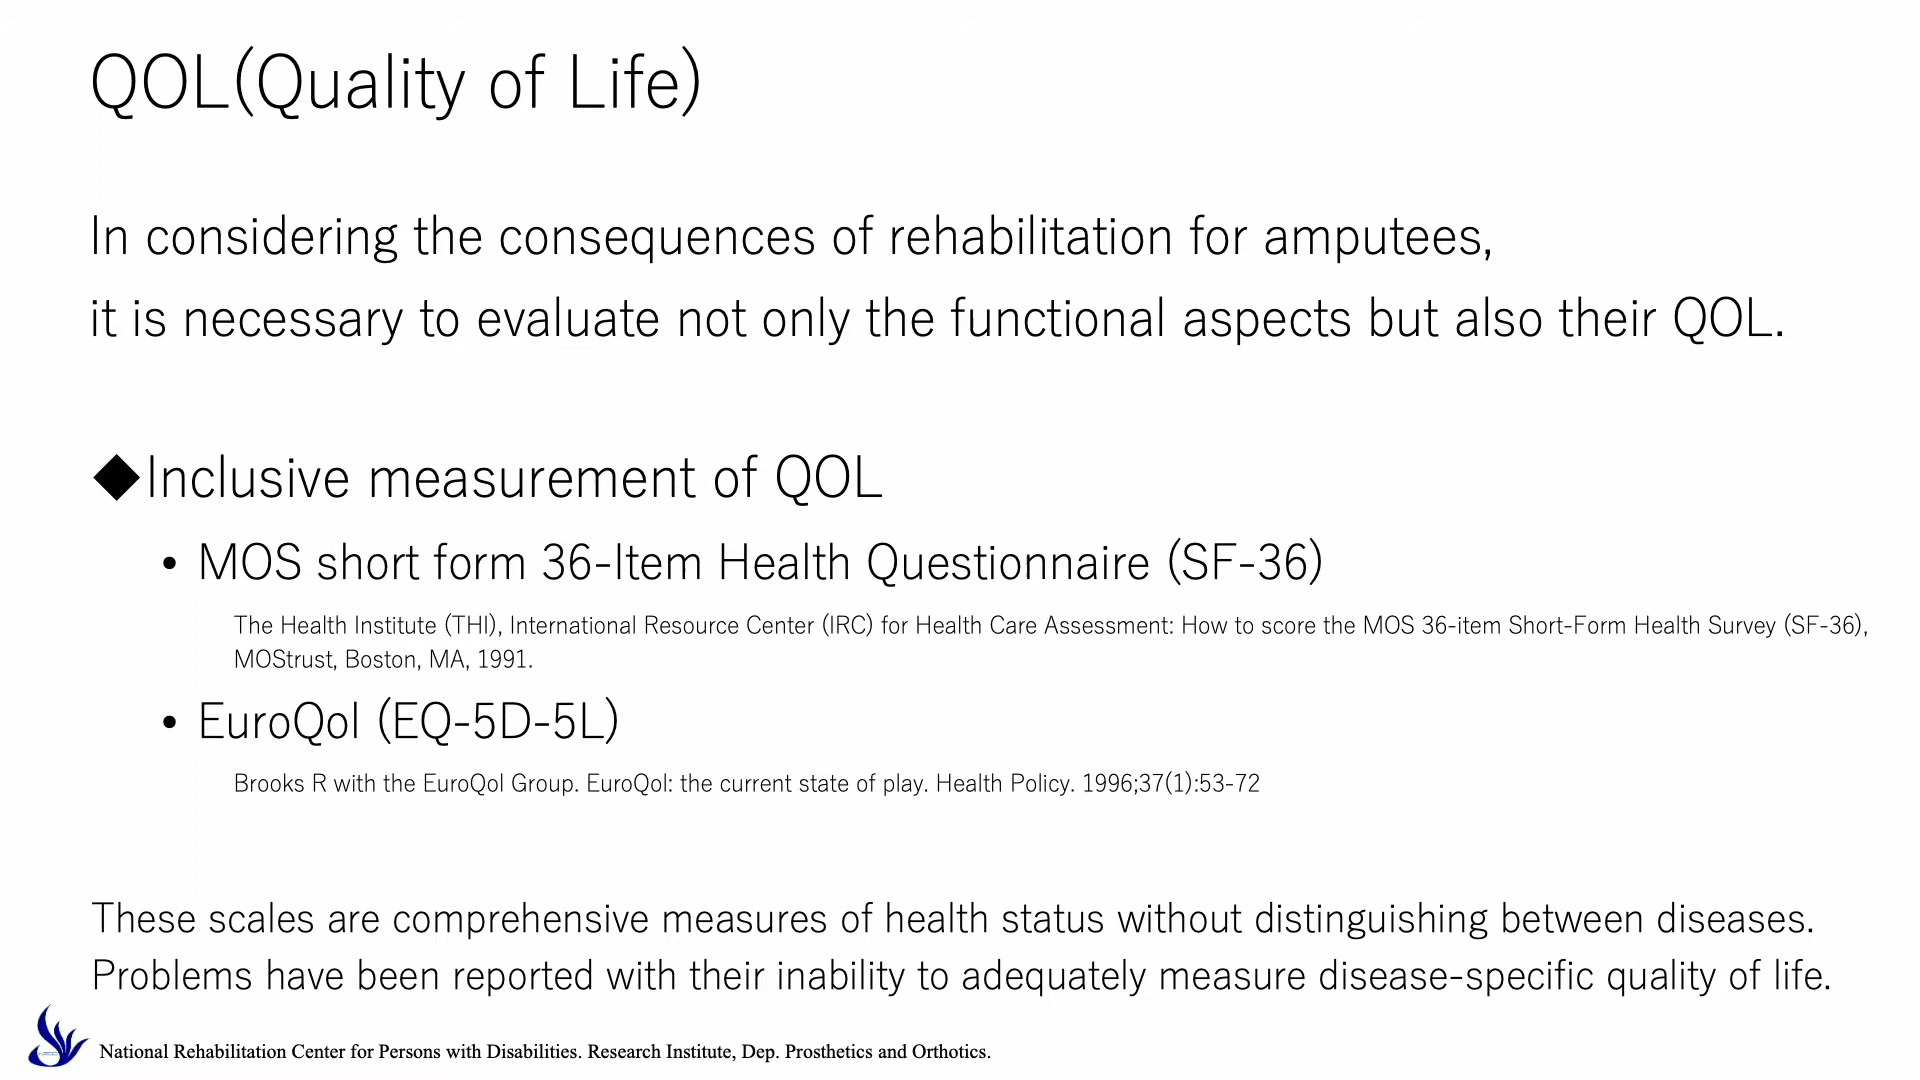 QOL(Quality of Life)
In considering the consequences of rehabilitation for amputees,
it is necessary to evaluate not only the functional aspects but also their QOL.
◆Inclusive measurement of QOL
• MOS short form 36-Item Health Questionnaire (SF-36)
The Health Institute (THI), International Resource Center (IRC) for Health Care Assessment: How to score the MOS 36-item Short-Form Health Survey (SF-36),
MOStrust, Boston, MA, 1991.
• EuroQol (EQ-5D-5L)
Brooks R with the EuroQol Group. EuroQol: the current state of play. Health Policy. 1996;37(1):53-72
These scales are comprehensive measures of health status without distinguishing between diseases.
Problems have been reported with their inability to adequately measure disease-specific quality of life.
National Rehabilitation Center for Persons with Disabilities. Research Institute, Dep. Prosthetics and Orthotics.